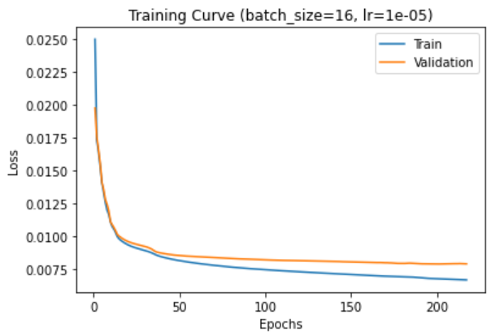 Training Curve (batch_size=16, lr=1e-05)
Train
Validation
0.0250
0.0225
0.0200
0.0175
0.0150
0.0125
0.0100
0.0075
Loss
0 50 100 150 200
Epochs